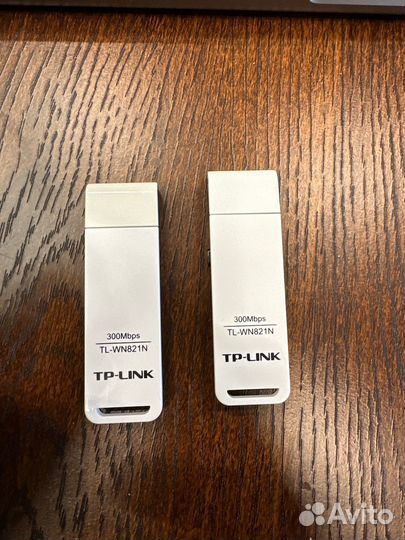 300Mbps
TL-WN821N
TP-LINK
300Mbps
TL-WN821N
TP-LINK
Avito